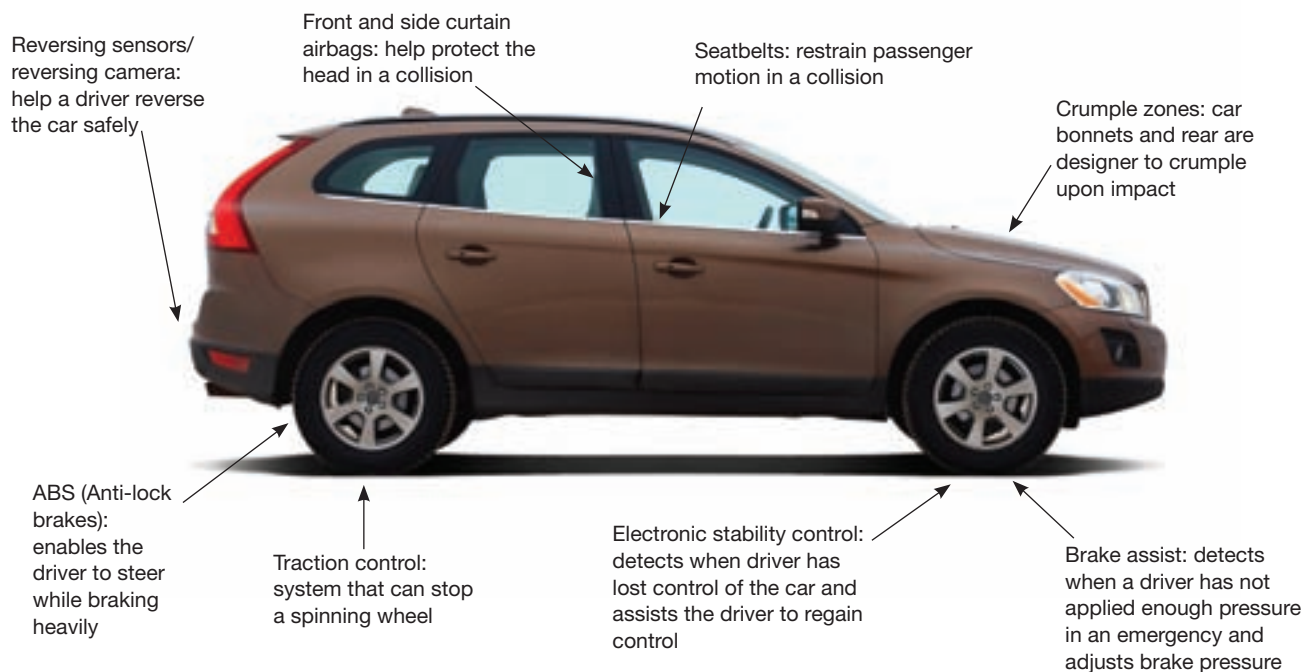 Reversing sensors/
reversing camera:
help a driver reverse
the car safely
Front and side curtain
airbags: help protect the
head in a collision
Seatbelts: restrain passenger
motion in a collision
Crumple zones: car
bonnets and rear are
designer to crumple
upon impact
ABS (Anti-lock
brakes):
enables the
driver to steer
while braking
heavily
Traction control:
system that can stop
a spinning wheel
Electronic stability control:
detects when driver has
lost control of the car and
assists the driver to regain
control
Brake assist: detects
when a driver has not
applied enough pressure
in an emergency and
adjusts brake pressure